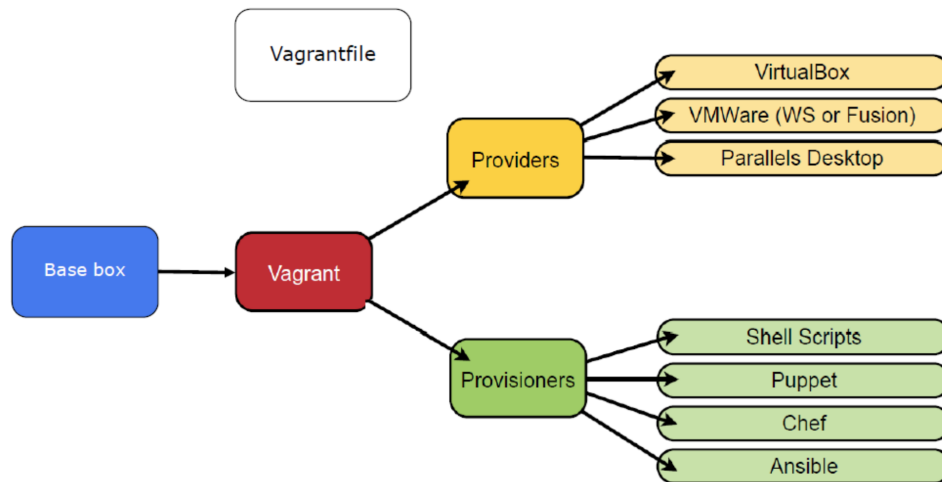 Vagrantfile
VirtualBox
VMWare (WS or Fusion)
Providers
Parallels Desktop
Base box
Vagrant
Shell Scripts
Provisioners
Puppet
Chef
Ansible